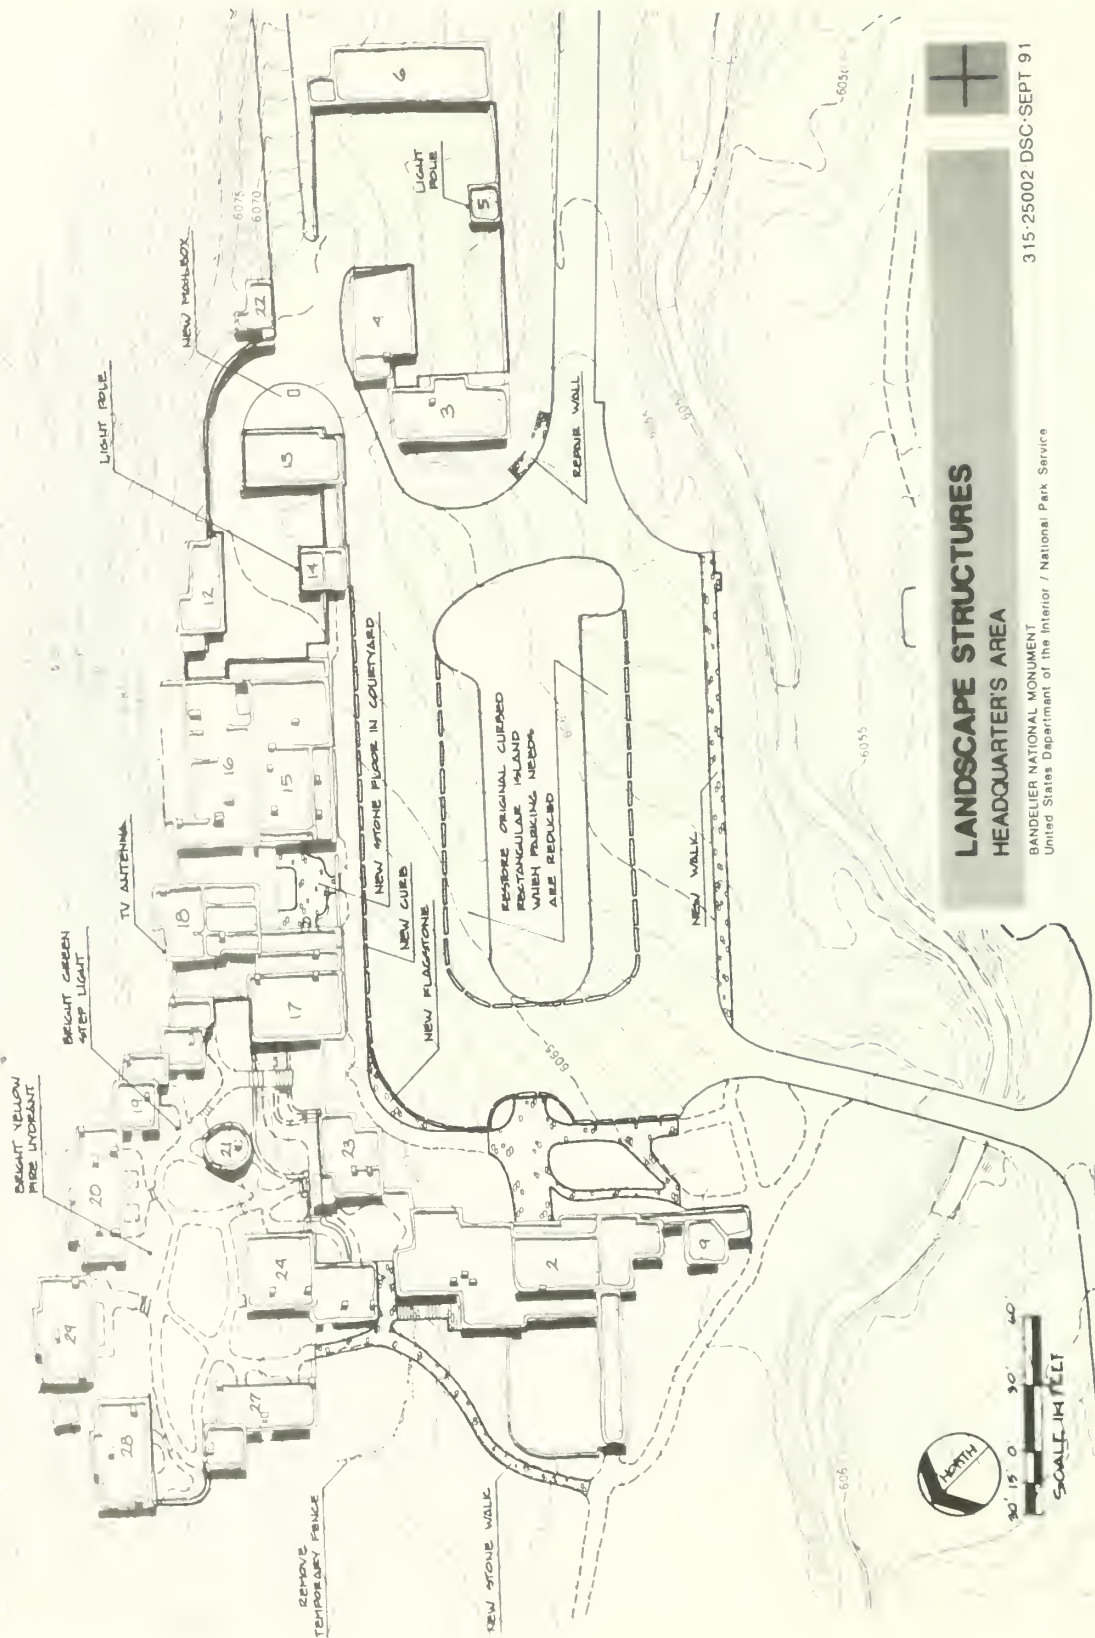 LANDSCAPE STRUCTURES
HEADQUARTER'S AREA
BANDELIER NATIONAL MONUMENT
United States Department of the Interior / National Park Service
315·25002·DSC·SEPT 91
BRIGHT YELLOW
FIRE HYDRANT
BRIGHT GREEN
STEP LIGHT
TV ANTENNA
LIGHT POLE
NEW MAILBOX
LIGHT
POLE
REPAIR WALL
NEW STONE FLOOR IN COURTYARD
NEW CURB
NEW FLAGSTONE
RESTORE ORIGINAL CURBED
RECTANGULAR ISLAND
WHEN PARKING NEEDS
ARE REDUCED
NEW WALK
REMOVE
TEMPORARY FENCE
NEW STONE WALK
28
29
20
19
18
16
12
22
6
27
24
21
23
17
15
14
13
4
3
5
2
9
6075
6070
6065
6055
NORTH
30' 15' 0 30' 60'
SCALE IN FEET